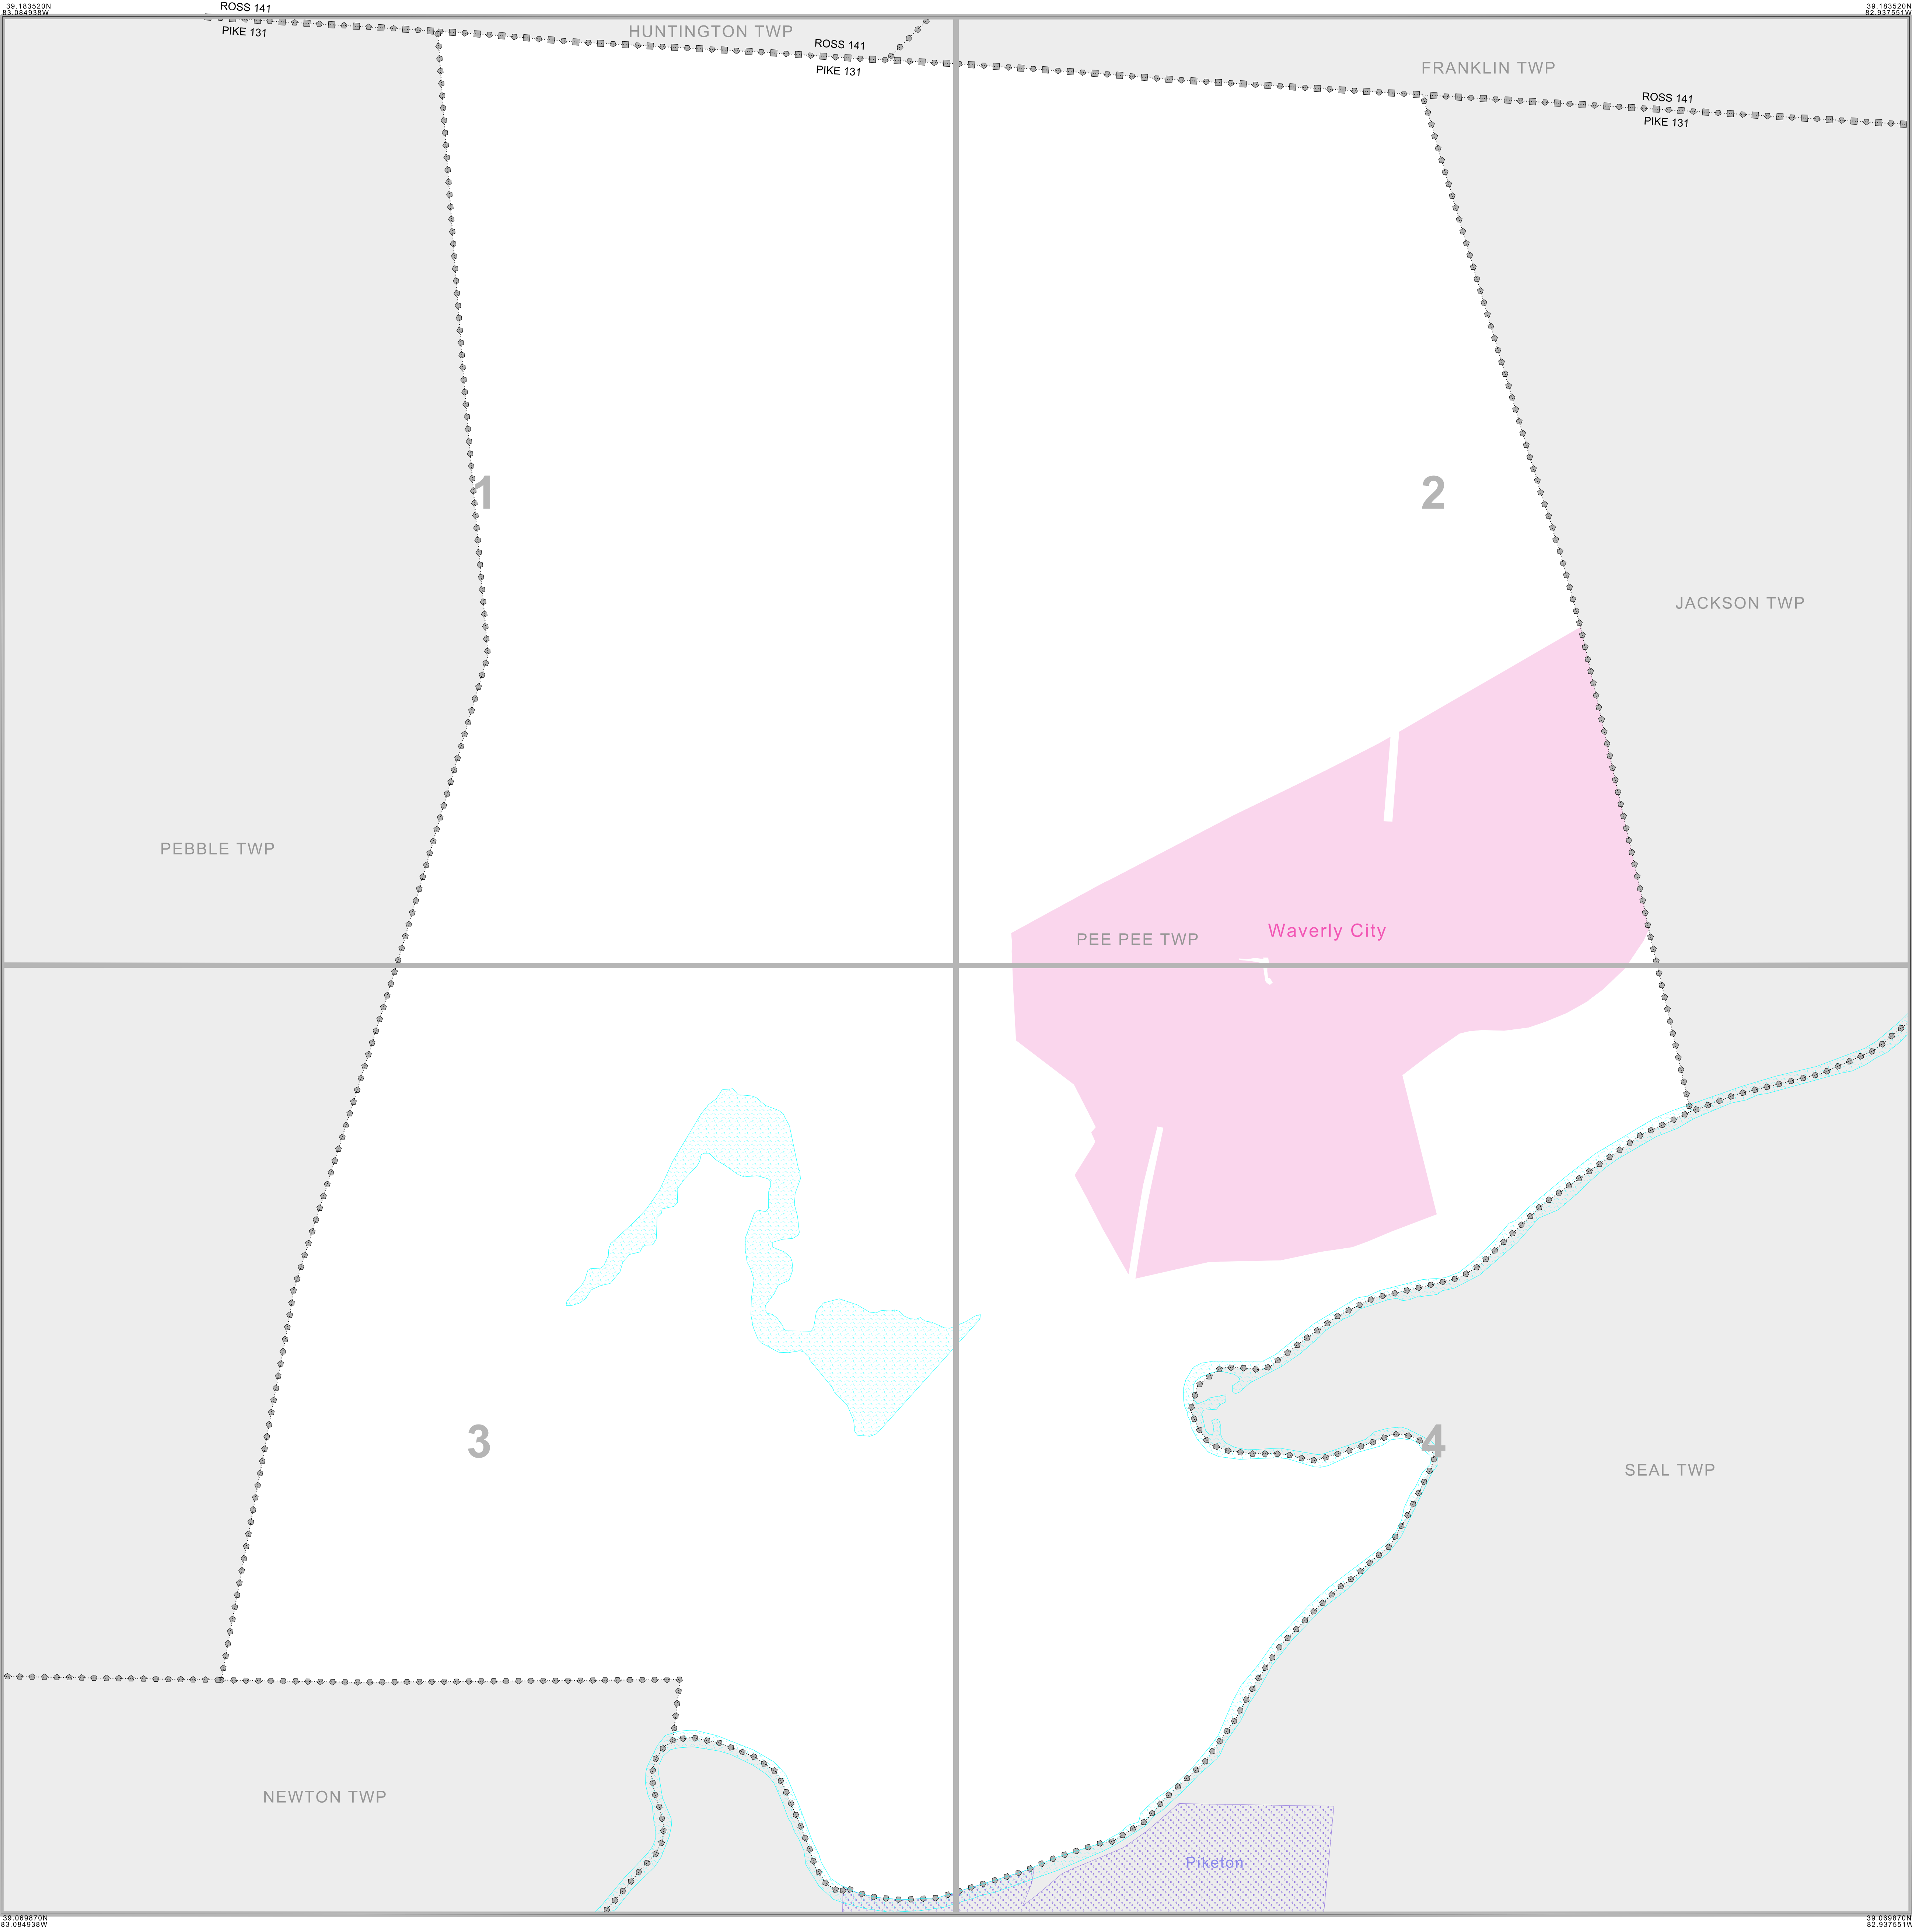 39.183520N
83.084938W
39.183520N
82.937551W
ROSS 141
PIKE 131
HUNTINGTON TWP
ROSS 141
PIKE 131
FRANKLIN TWP
ROSS 141
PIKE 131
1
2
JACKSON TWP
PEBBLE TWP
Waverly City
PEE PEE TWP
3
4
SEAL TWP
NEWTON TWP
Piketon
39.069870N
83.084938W
39.069870N
82.937551W